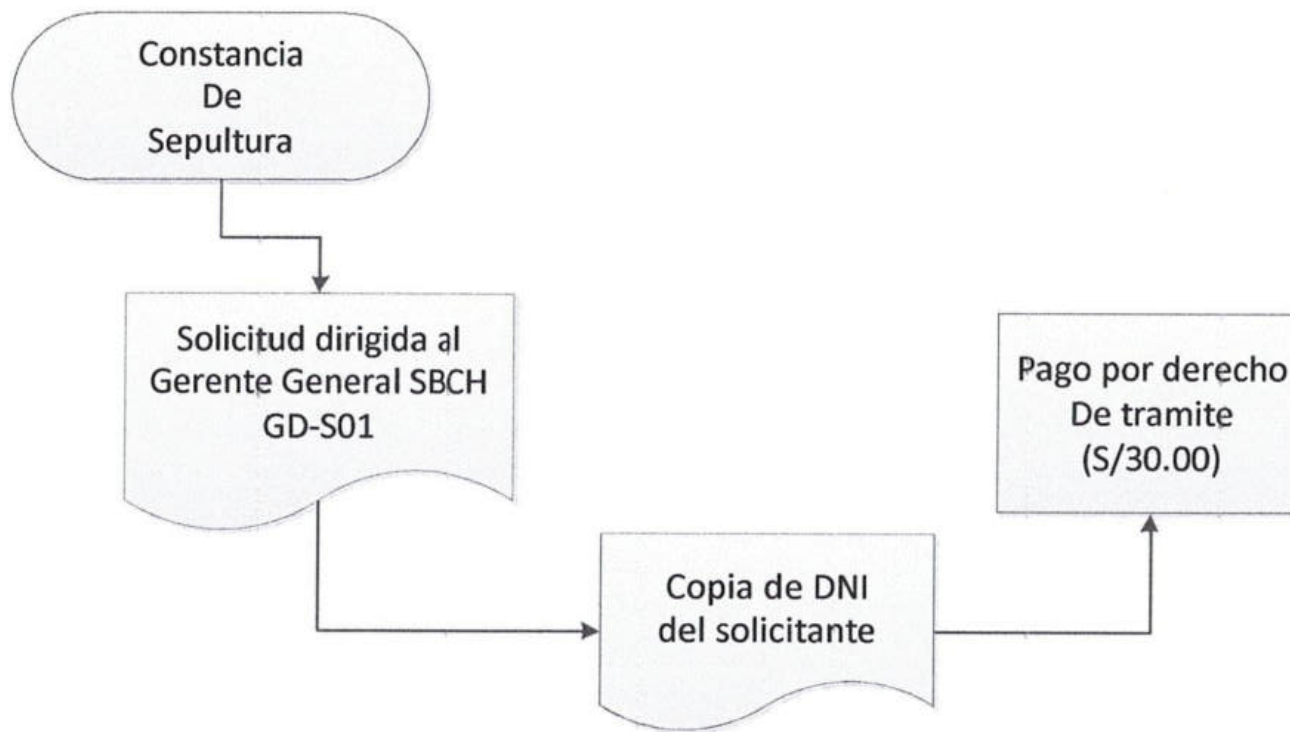 Constancia
De
Sepultura
Solicitud dirigida al
Gerente General SBCH
GD-S01
Copia de DNI
del solicitante
Pago por derecho
De tramite
(S/30.00)